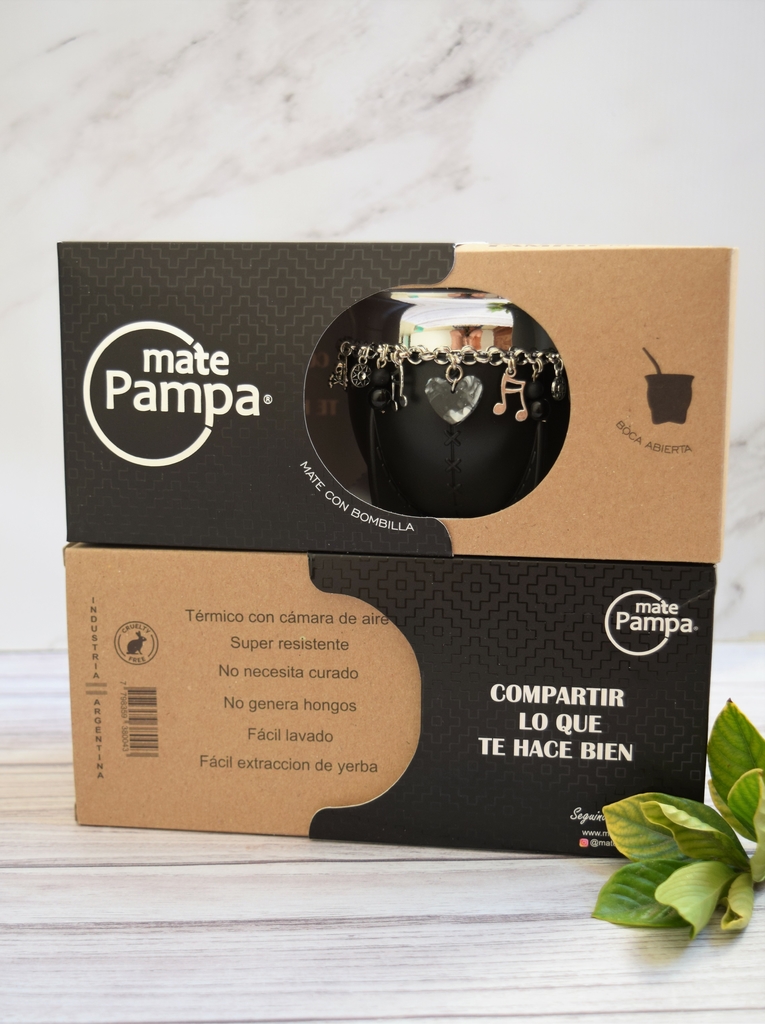 mate
Pampa®
MATE CON BOMBILLA
BOCA ABIERTA
INDUSTRIA
ARGENTINA
CRUELTY
FREE
Térmico con cámara de aire
Super resistente
No necesita curado
No genera hongos
Fácil lavado
Fácil extraccion de yerba
mate
Pampa®
COMPARTIR
LO QUE
TE HACE BIEN
www.m
@mat